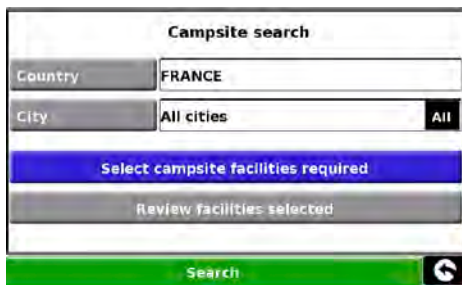 Campsite search
Country FRANCE
City All cities All
Select campsite facilities required
Review facilities selected
Search